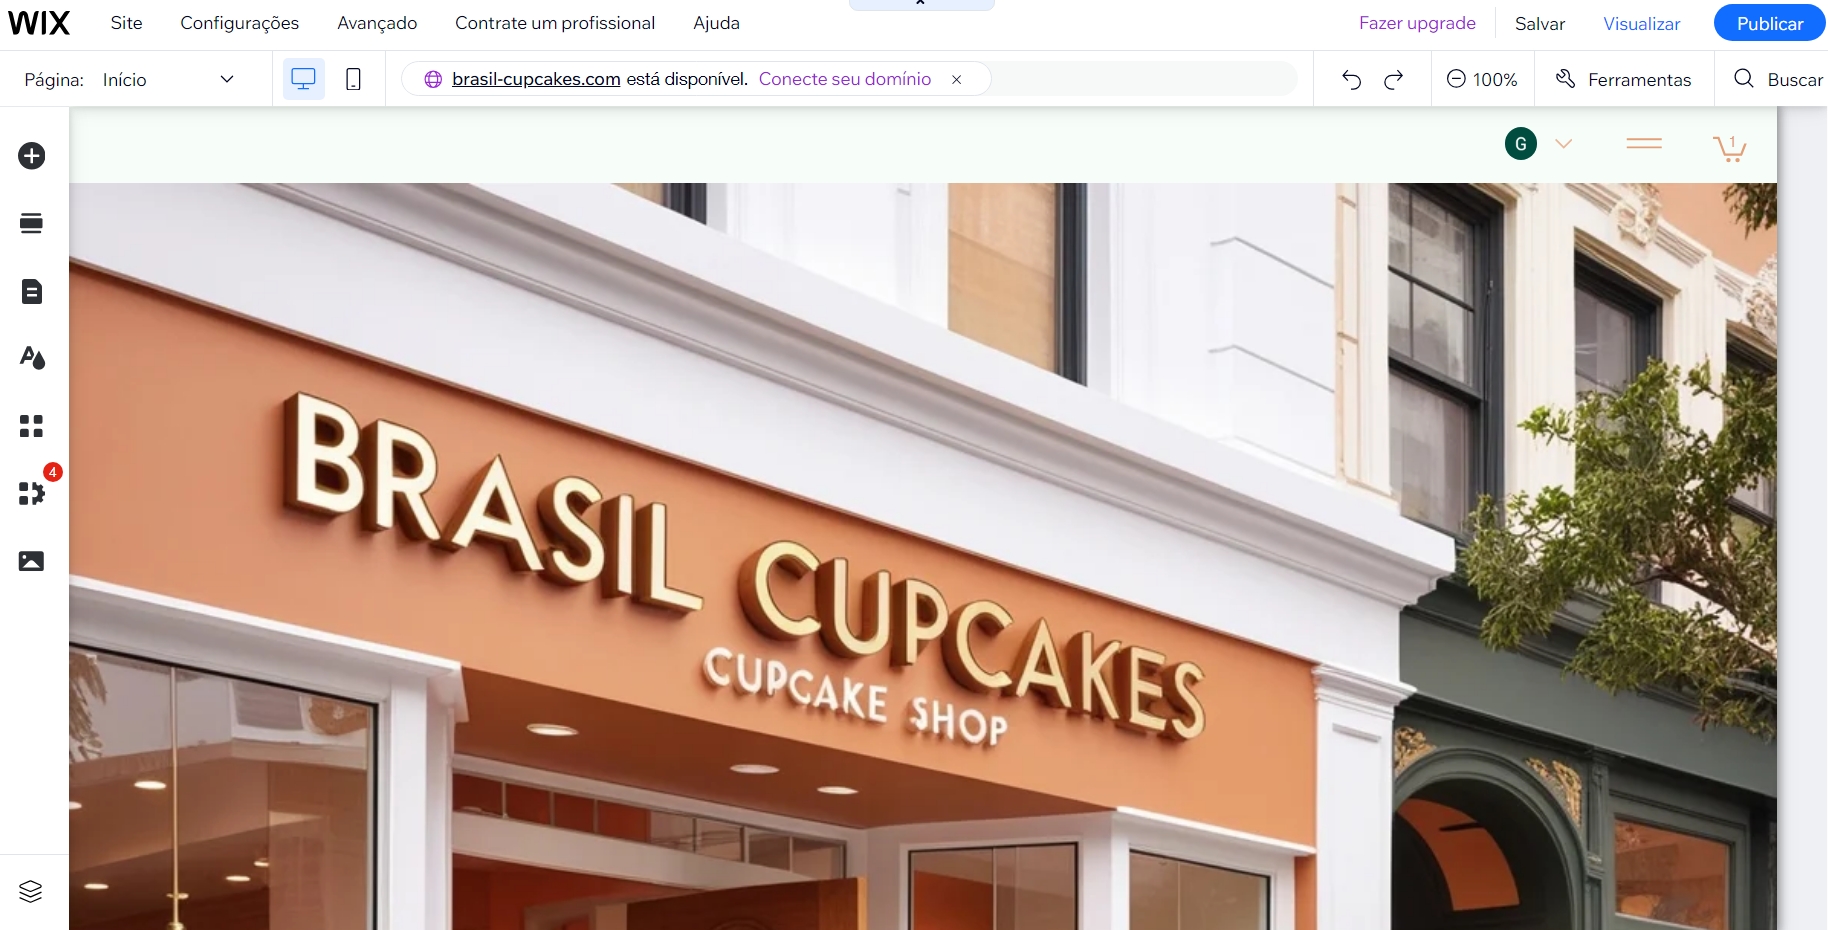 WIX Site Configurações Avançado Contrate um profissional Ajuda Fazer upgrade Salvar Visualizar Publicar
Página: Início brasil-cupcakes.com está disponível. Conecte seu domínio 100% Ferramentas Buscar
G 1
4
BRASIL CUPCAKES
CUPCAKE SHOP